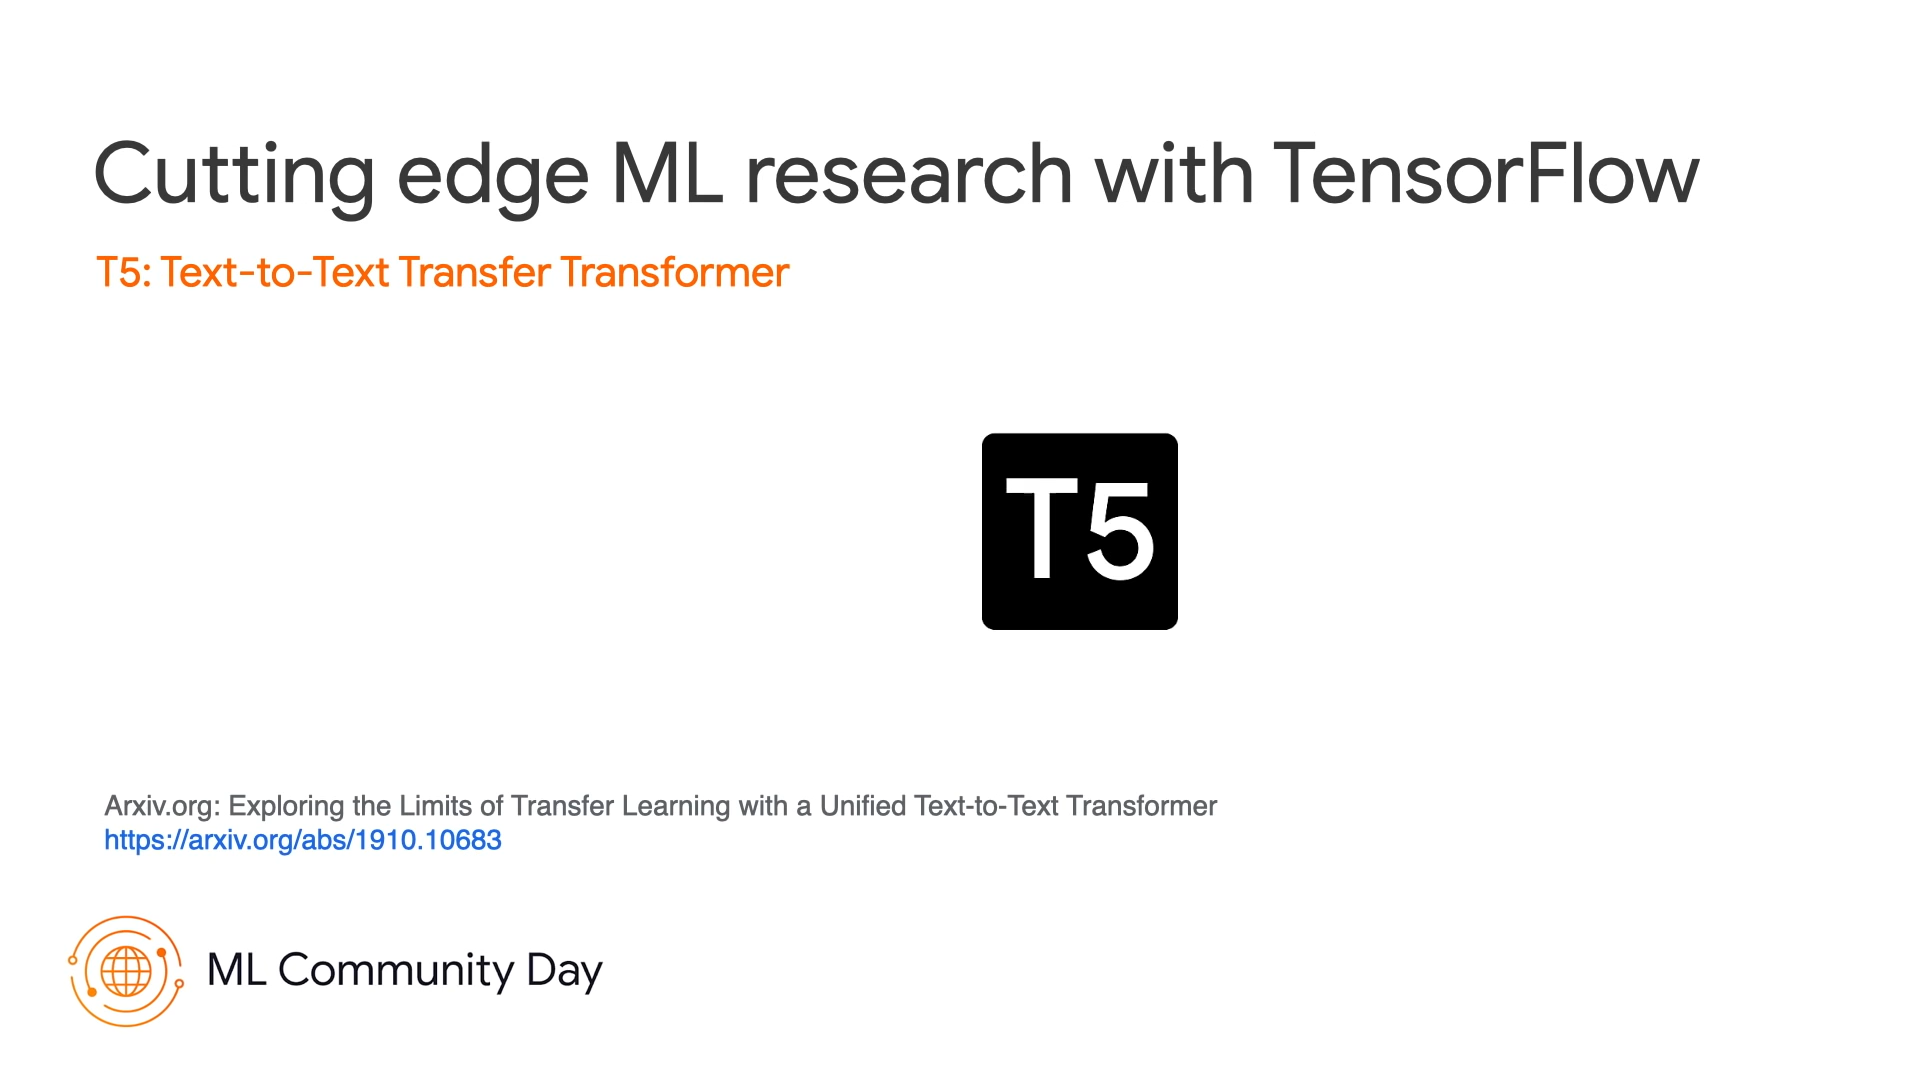 Cutting edge ML research with TensorFlow
T5: Text-to-Text Transfer Transformer
T5
Arxiv.org: Exploring the Limits of Transfer Learning with a Unified Text-to-Text Transformer
https://arxiv.org/abs/1910.10683
ML Community Day